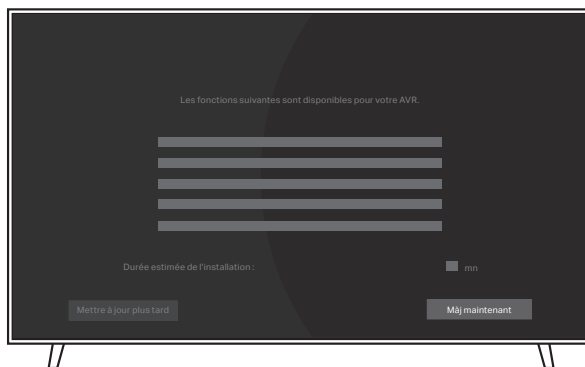 Les fonctions suivantes sont disponibles pour votre AVR.
Durée estimée de l'installation : mn
Mettre à jour plus tard Màj maintenant